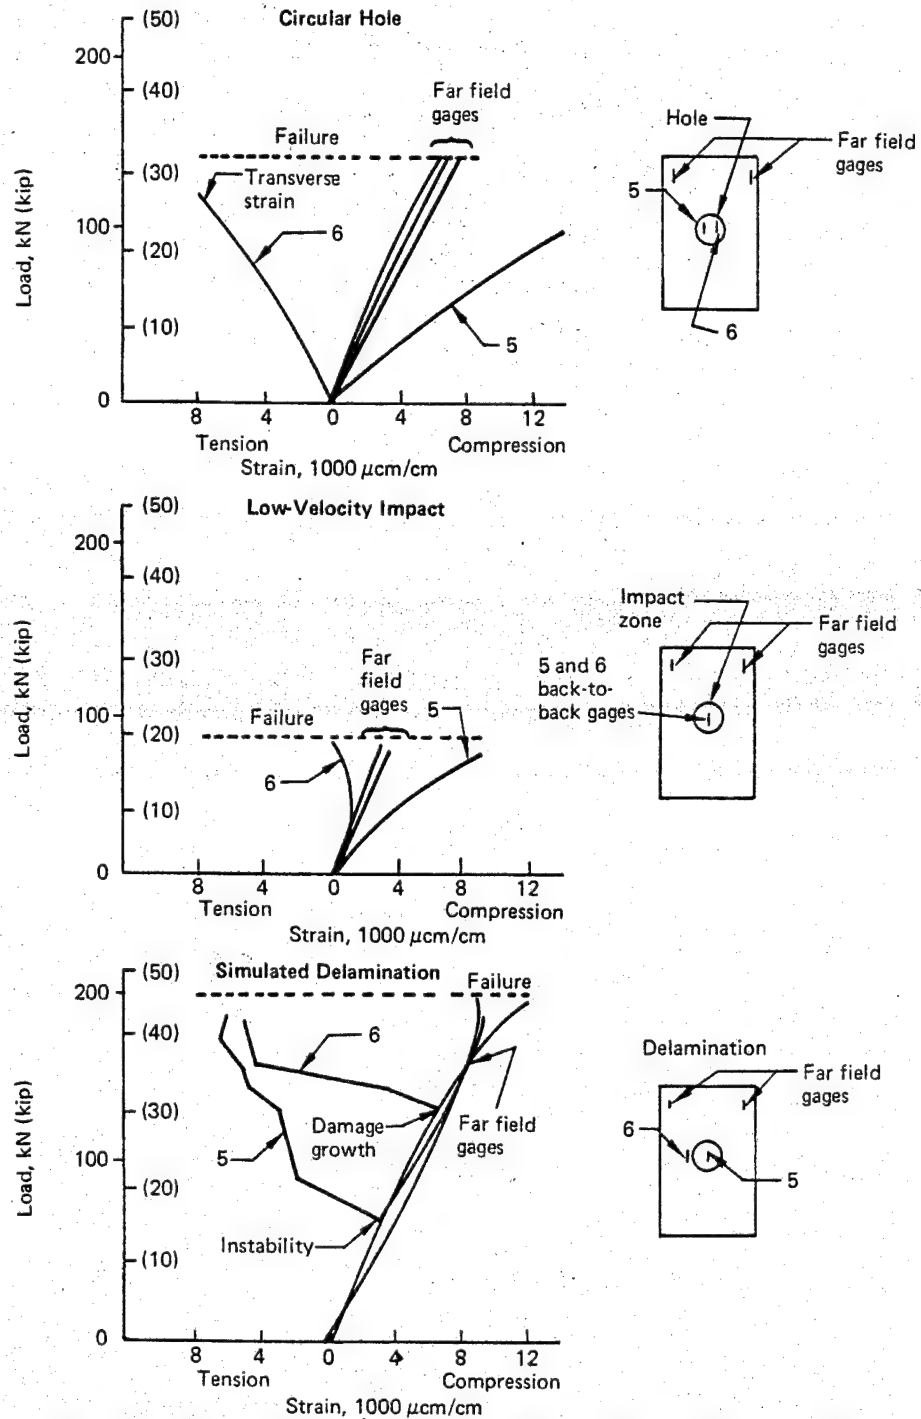 Circular Hole
(50)
200
(40)
Far field
gages
Failure
(30)
Transverse
strain
6
100
(20)
(10)
5
0
8 4 0 4 8 12
Tension Compression
Strain, 1000 μcm/cm
Load, kN (kip)
Hole
Far field
gages
5
6
Low-Velocity Impact
(50)
200
(40)
(30)
Far
field
gages
5
100
Failure
(20)
6
(10)
0
8 4 0 4 8 12
Tension Compression
Strain, 1000 μcm/cm
Load, kN (kip)
Impact
zone
Far field
gages
5 and 6
back-to-
back gages
Simulated Delamination
(50)
Failure
200
(40)
6
(30)
Damage
growth
Far field
gages
5
100
(20)
Instability
(10)
0
8 4 0 4 8 12
Tension Compression
Strain, 1000 μcm/cm
Load, kN (kip)
Delamination
Far field
gages
6
5